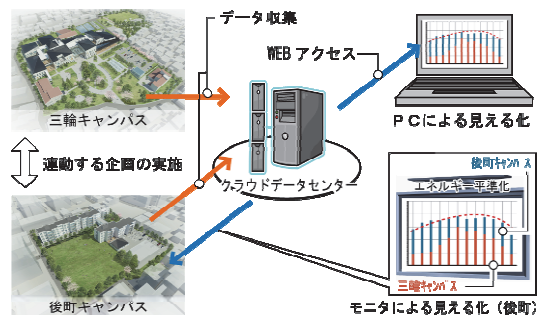 データ収集
WEBアクセス
三輪キャンパス
PCによる見える化
連動する企画の実施
クラウドデータセンター
後町キャンパス
エネルギー平準化
後町キャンパス
三輪キャンパス
モニタによる見える化（後町）